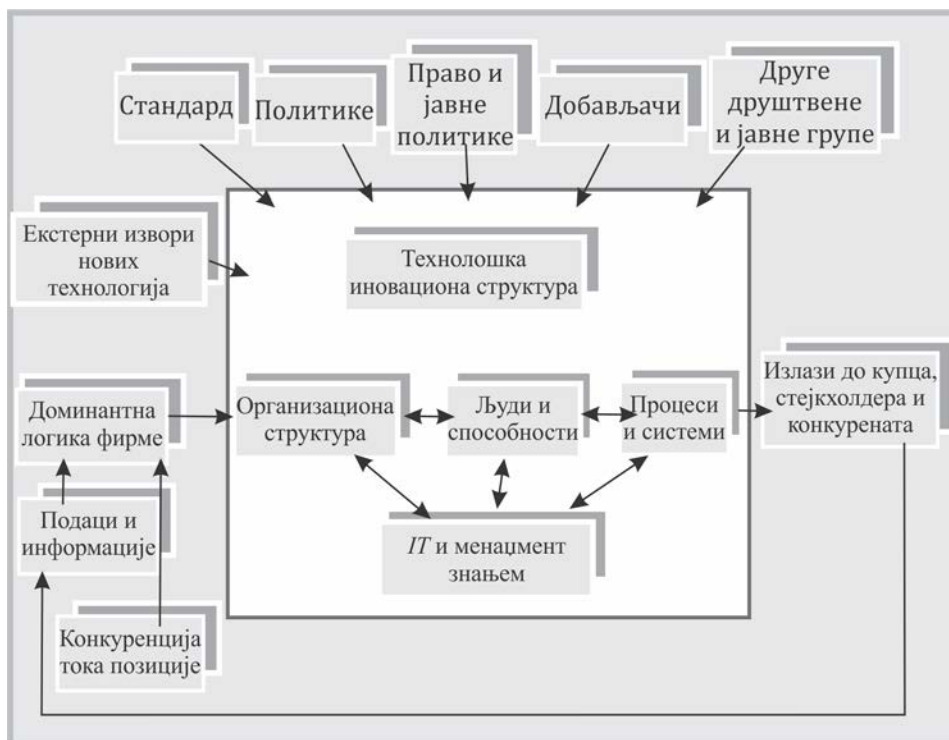 Стандард
Политике
Право и
јавне
политике
Добављачи
Друге
друштвене
и јавне групе
Екстерни извори
нових
технологија
Технолошка
иновациона структура
Доминантна
логика фирме
Организациона
структура
Људи и
способности
Процеси
и системи
Излази до купца,
стејкхолдера и
конкурената
Подаци и
информације
IT и менаџмент
знањем
Конкуренција
тока позиције